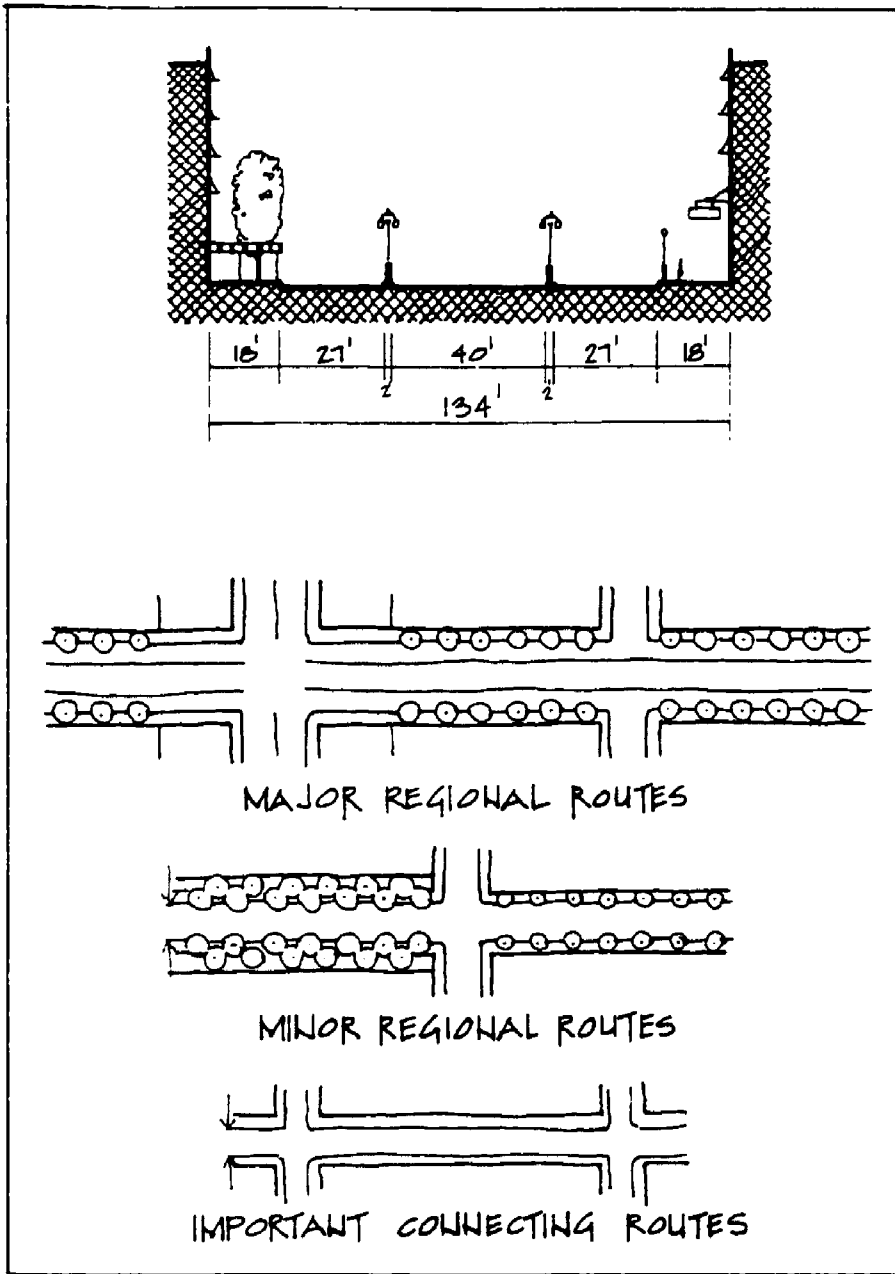 18' 27' 40' 27' 18'
2' 2'
134'
MAJOR REGIONAL ROUTES
MINOR REGIONAL ROUTES
IMPORTANT CONNECTING ROUTES